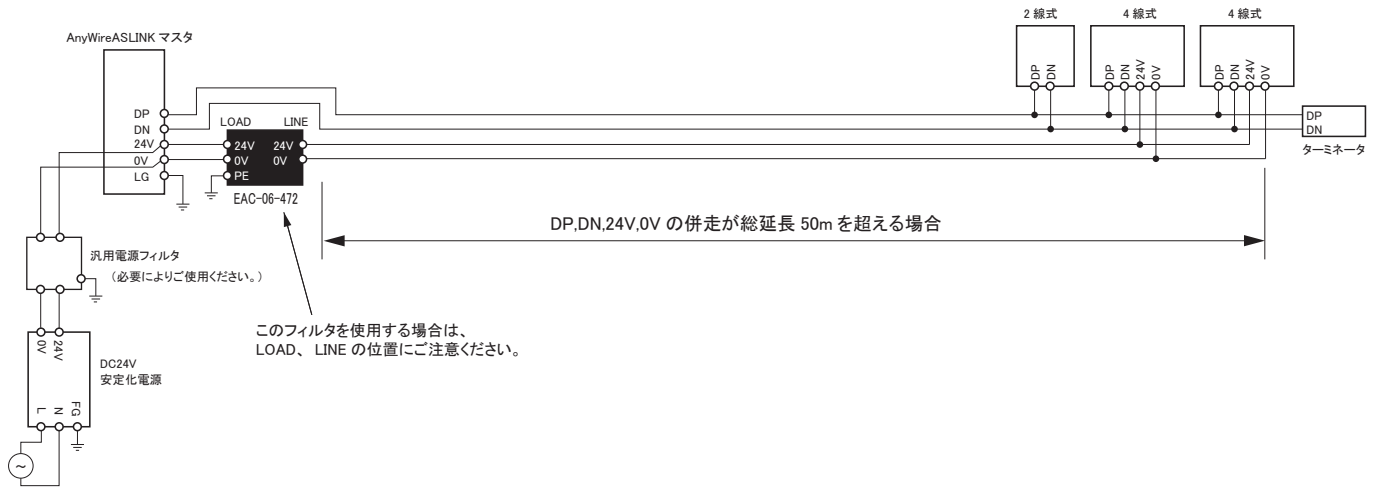 AnyWireASLINK マスタ
DP
DN
24V
0V
LG
LOAD LINE
24V 24V
0V 0V
PE
EAC-06-472
2 線式
DP
DN
4 線式
DP
DN
24V
0V
4 線式
DP
DN
24V
0V
DP
DN
ターミネータ
DP,DN,24V,0V の併走が総延長 50m を超える場合
汎用電源フィルタ
（必要によりご使用ください。）
このフィルタを使用する場合は、
LOAD、 LINE の位置にご注意ください。
0V
24V
DC24V
安定化電源
L
N
FG
~